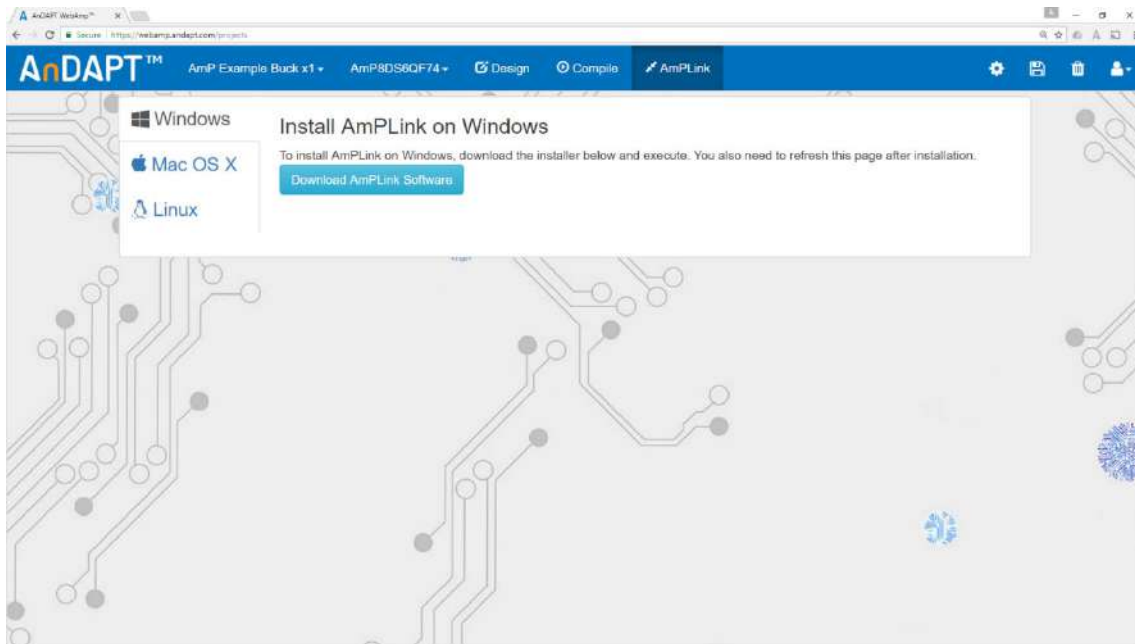 AnDAPT WebAmp™
Secure https://webamp.andapt.com/projects
AnDAPT™ AmP Example Buck x1 AmP8DS6QF74 Design Compile AmPLink
Windows
Mac OS X
Linux
Install AmPLink on Windows
To install AmPLink on Windows, download the installer below and execute. You also need to refresh this page after installation.
Download AmPLink Software